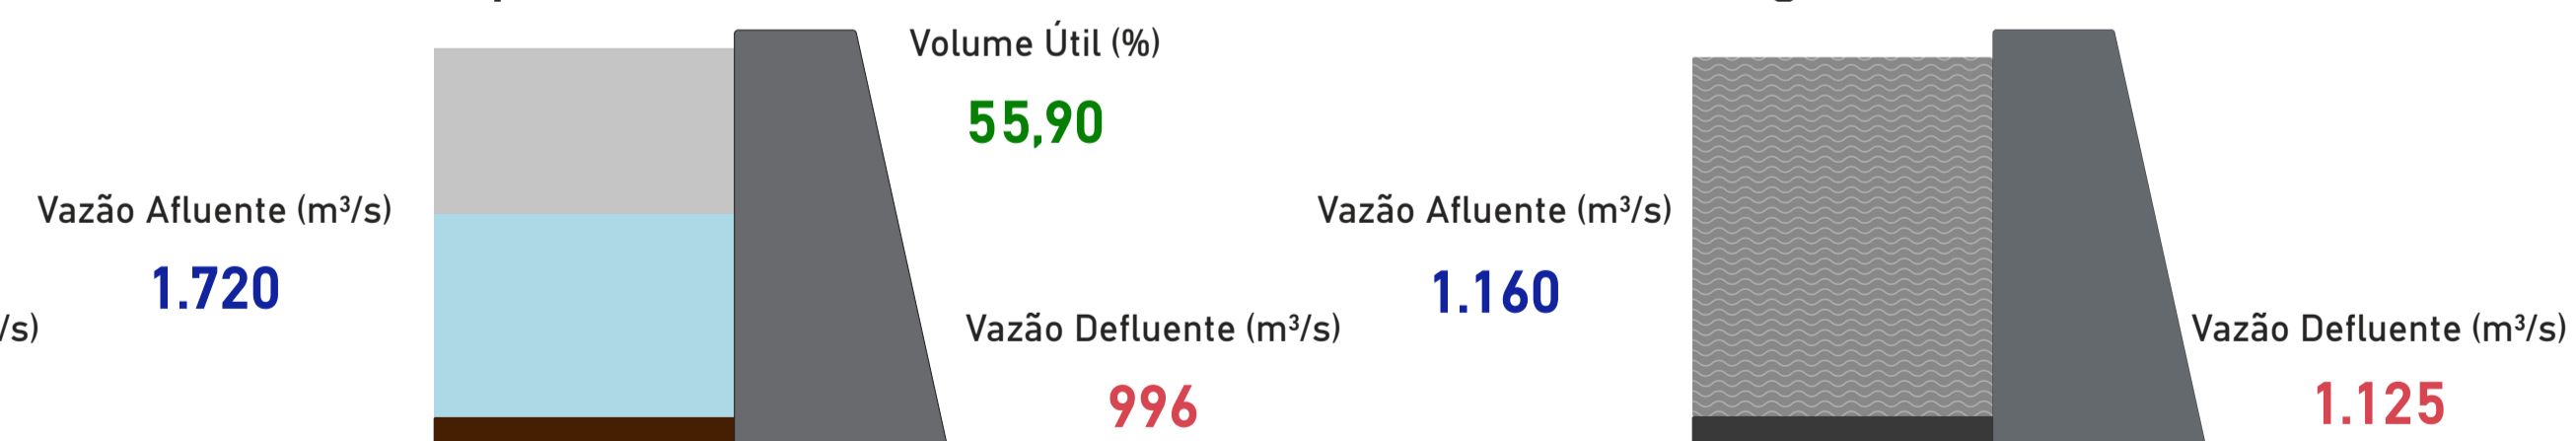 Volume Útil (%)
55,90
Vazão Afluente (m³/s)
1.720
/s)
Vazão Defluente (m³/s)
996
Vazão Afluente (m³/s)
1.160
Vazão Defluente (m³/s)
1.125